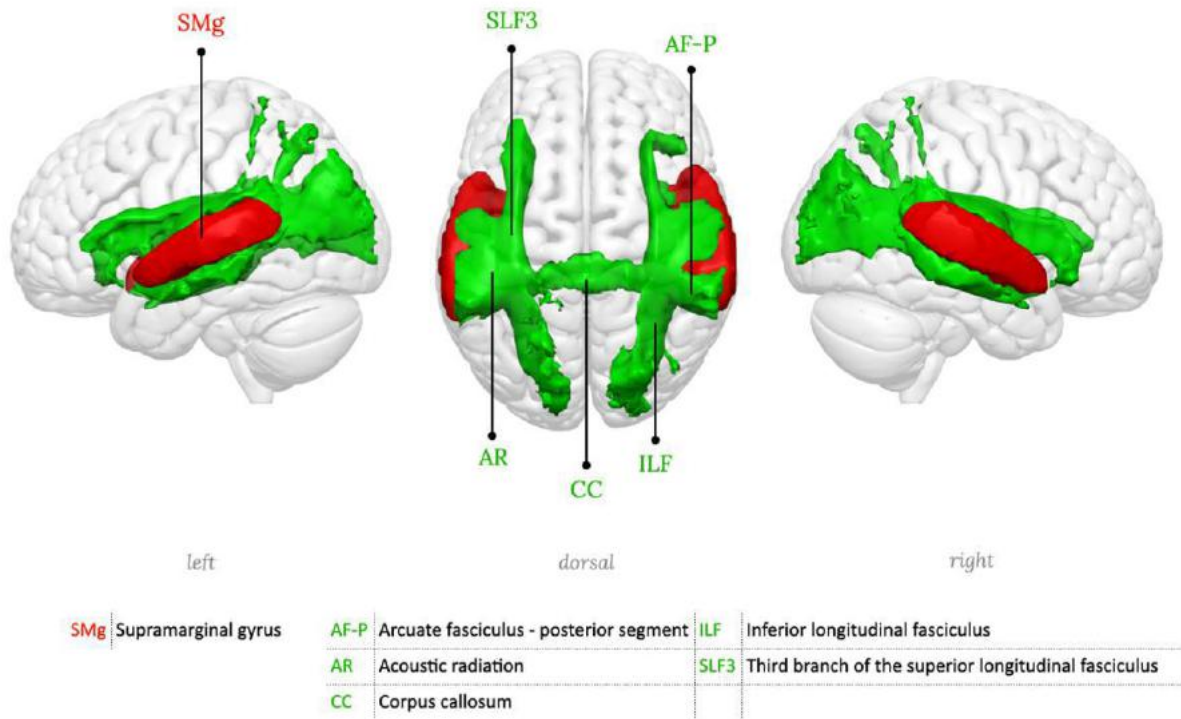 SMg
SLF3
AF-P
AR
CC
ILF
left
dorsal
right
SMg Supramarginal gyrus AF-P Arcuate fasciculus - posterior segment ILF Inferior longitudinal fasciculus
AR Acoustic radiation SLF3 Third branch of the superior longitudinal fasciculus
CC Corpus callosum